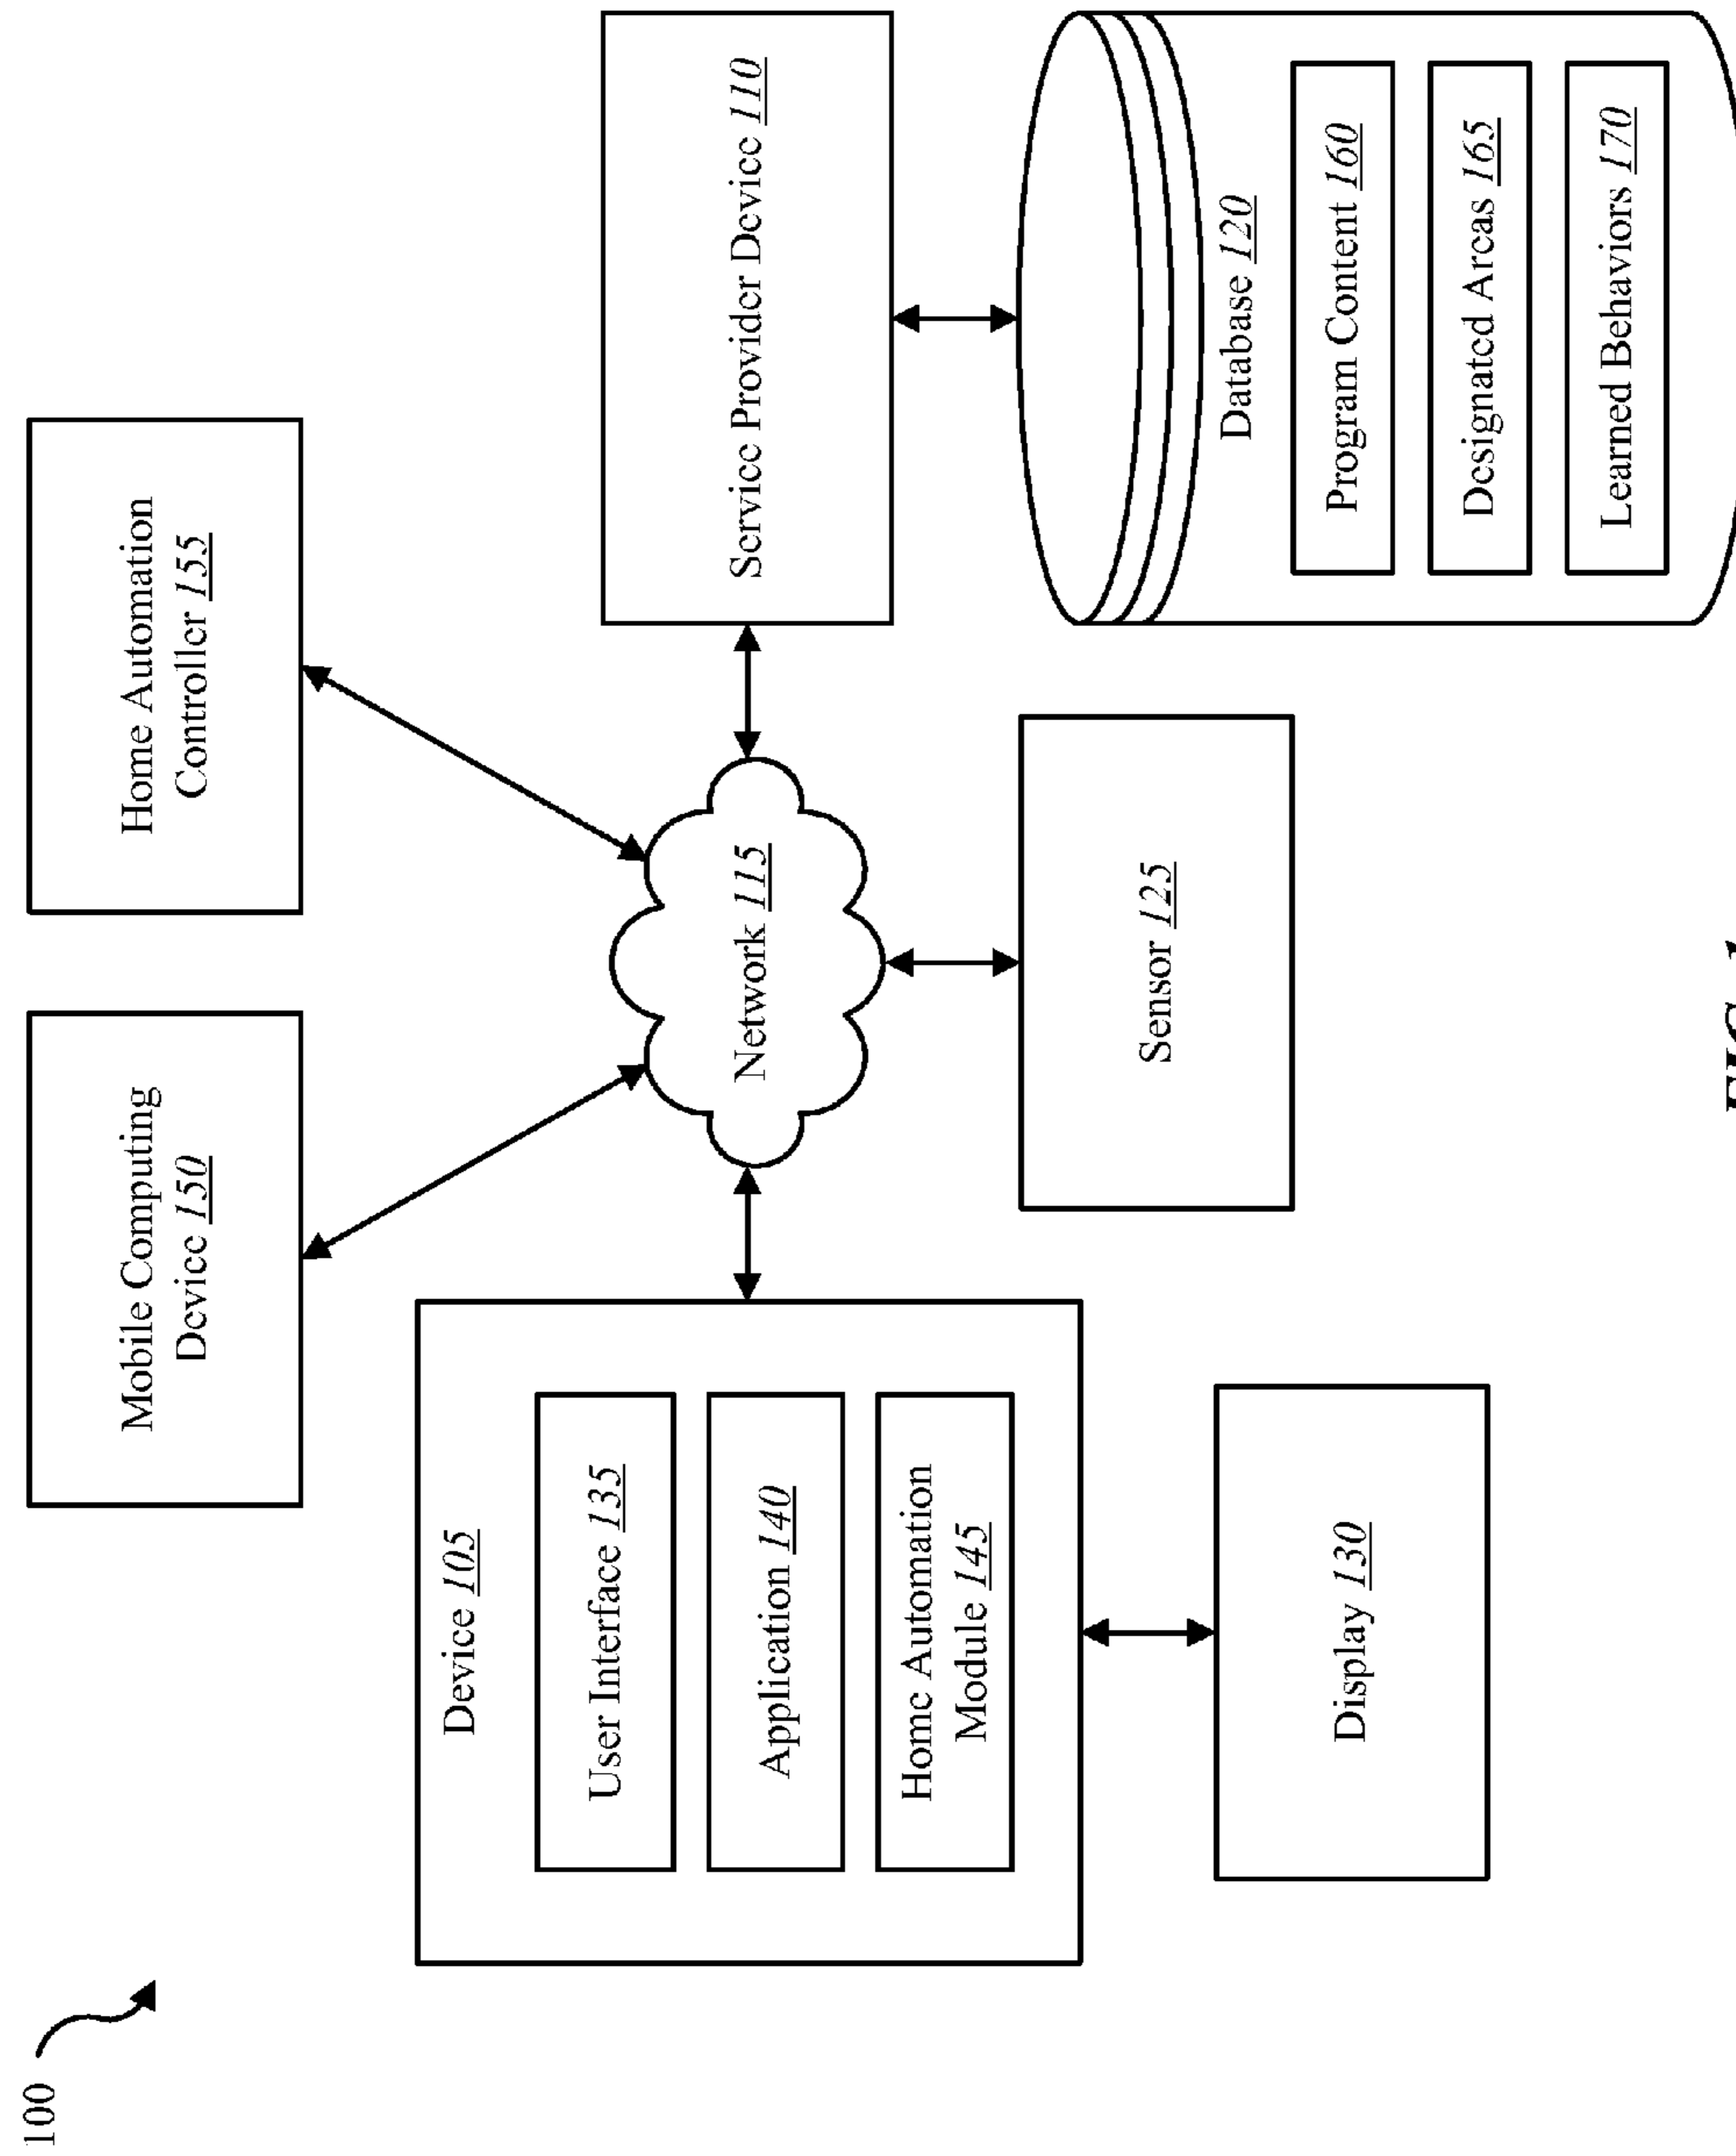 100
Mobile Computing
Device 150
Home Automation
Controller 155
Device 105
User Interface 135
Application 140
Home Automation
Module 145
Network 115
Service Provider Device 110
Display 130
Sensor 125
Database 120
Program Content 160
Designated Areas 165
Learned Behaviors 170